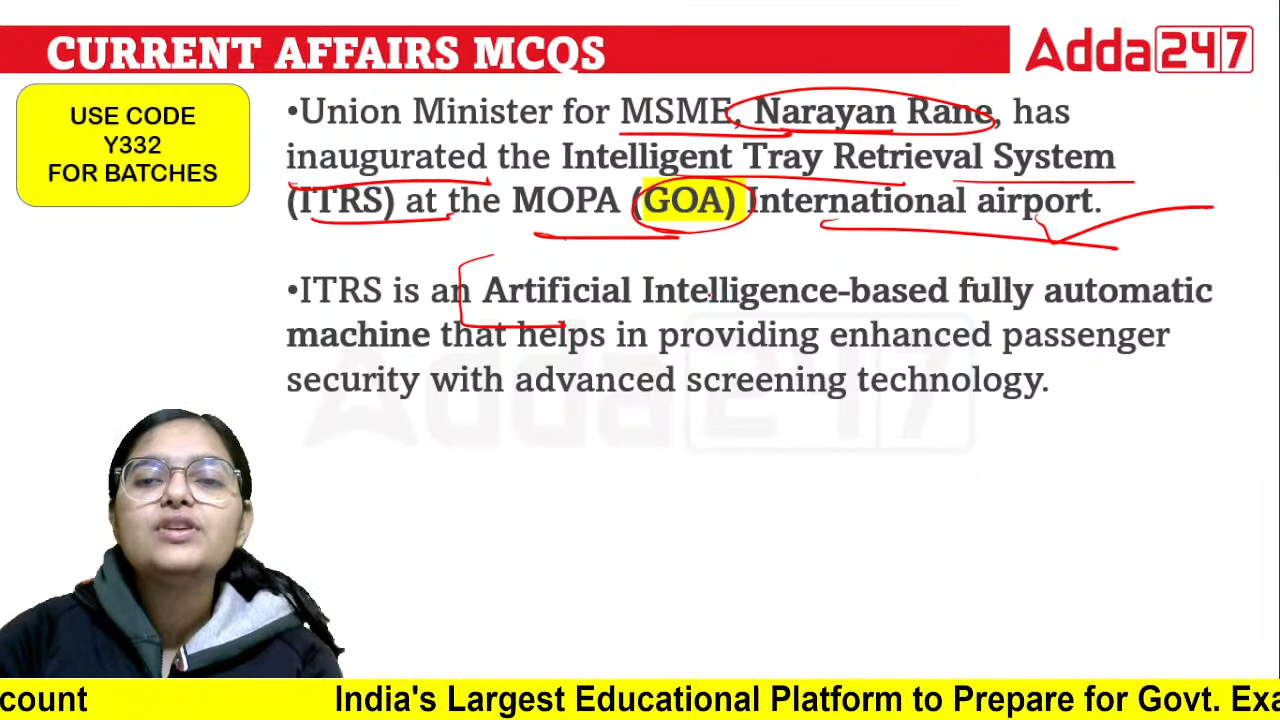 CURRENT AFFAIRS MCQS
Adda247
USE CODE
Y332
FOR BATCHES
•Union Minister for MSME, Narayan Rane, has
inaugurated the Intelligent Tray Retrieval System
(ITRS) at the MOPA (GOA) International airport.
•ITRS is an Artificial Intelligence-based fully automatic
machine that helps in providing enhanced passenger
security with advanced screening technology.
Adda247
count India's Largest Educational Platform to Prepare for Govt. Exa